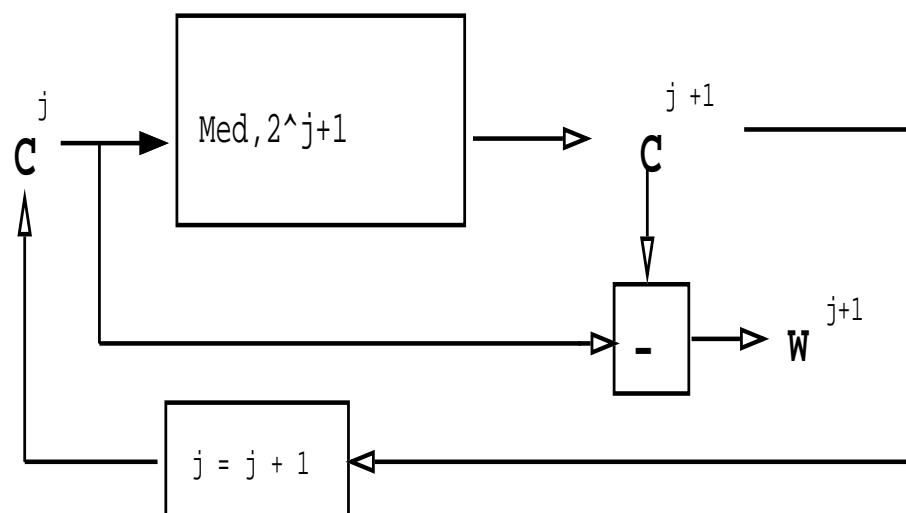 C^j
Med,2^j+1
C^j +1
-
W^j+1
j = j + 1